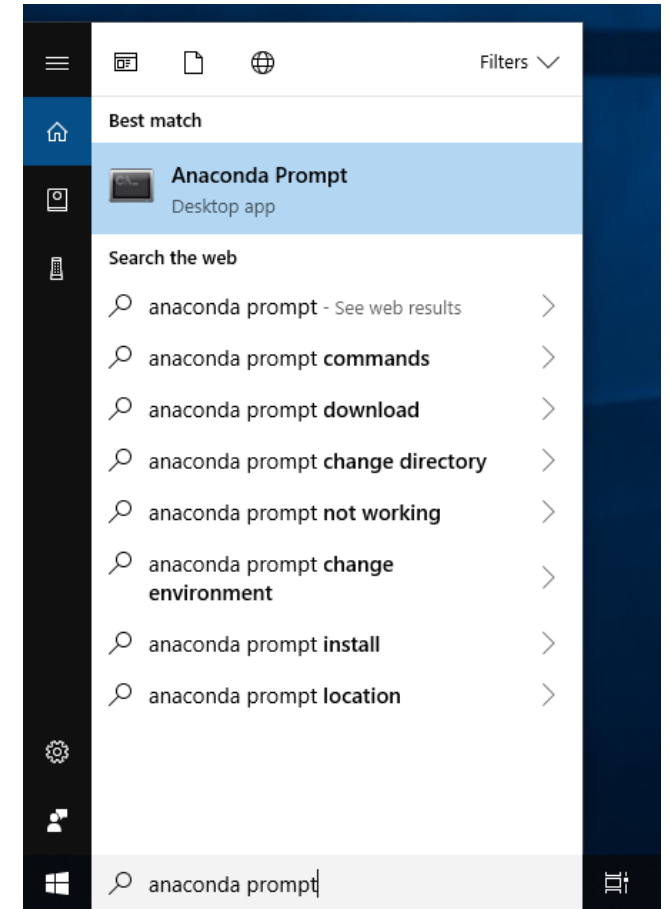 Filters
Best match
Anaconda Prompt
Desktop app
Search the web
anaconda prompt - See web results
anaconda prompt commands
anaconda prompt download
anaconda prompt change directory
anaconda prompt not working
anaconda prompt change
environment
anaconda prompt install
anaconda prompt location
anaconda prompt